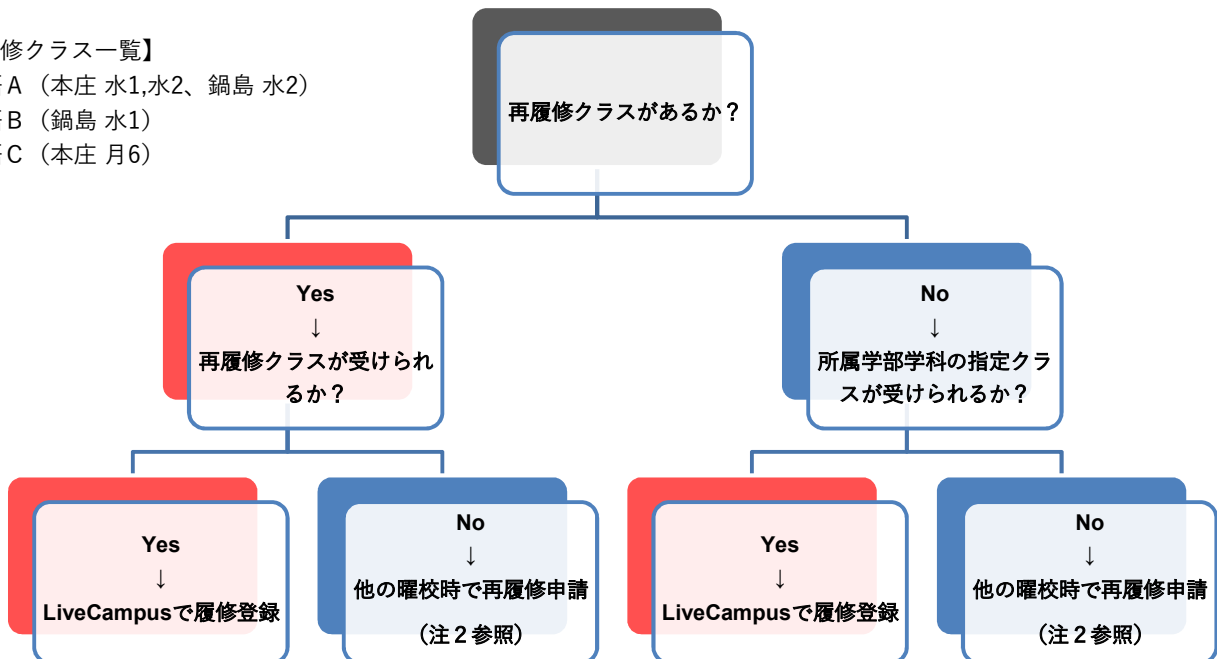 修クラス一覧】
A（本庄 水1,水2、鍋島 水2）
B（鍋島 水1）
C（本庄 月6）
再履修クラスがあるか？
Yes
↓
再履修クラスが受けられ
るか？
No
↓
所属学部学科の指定クラ
スが受けられるか？
Yes
↓
LiveCampusで履修登録
No
↓
他の曜校時で再履修申請
（注２参照）
Yes
↓
LiveCampusで履修登録
No
↓
他の曜校時で再履修申請
（注２参照）